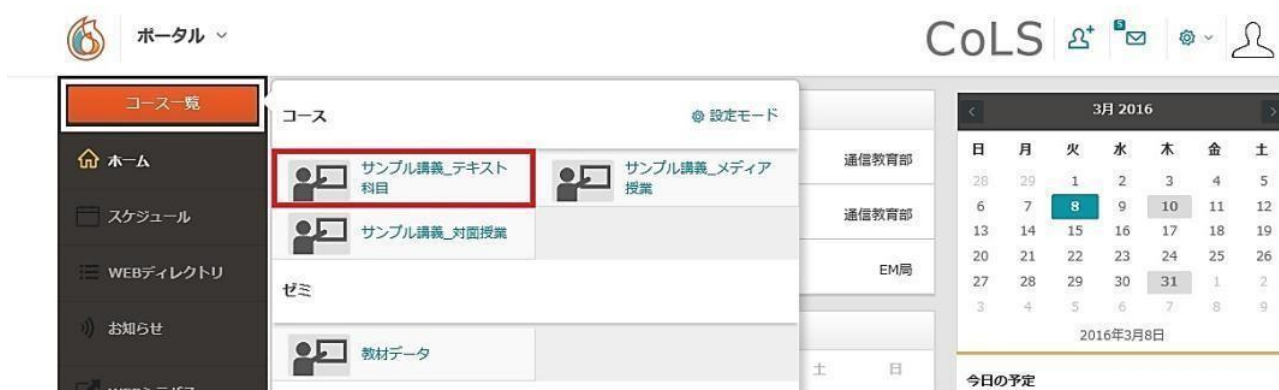 ポータル
CoLS
5
コース一覧
コース
設定モード
サンプル講義_テキスト
科目
サンプル講義_メディア
授業
サンプル講義_対面授業
ゼミ
教材データ
ホーム
スケジュール
WEBディレクトリ
お知らせ
通信教育部
通信教育部
EM局
土 日
3月 2016
日 月 火 水 木 金 土
28 29 1 2 3 4 5
6 7 8 9 10 11 12
13 14 15 16 17 18 19
20 21 22 23 24 25 26
27 28 29 30 31 1 2
3 4 5 6 7 8 9
2016年3月8日
今日の予定